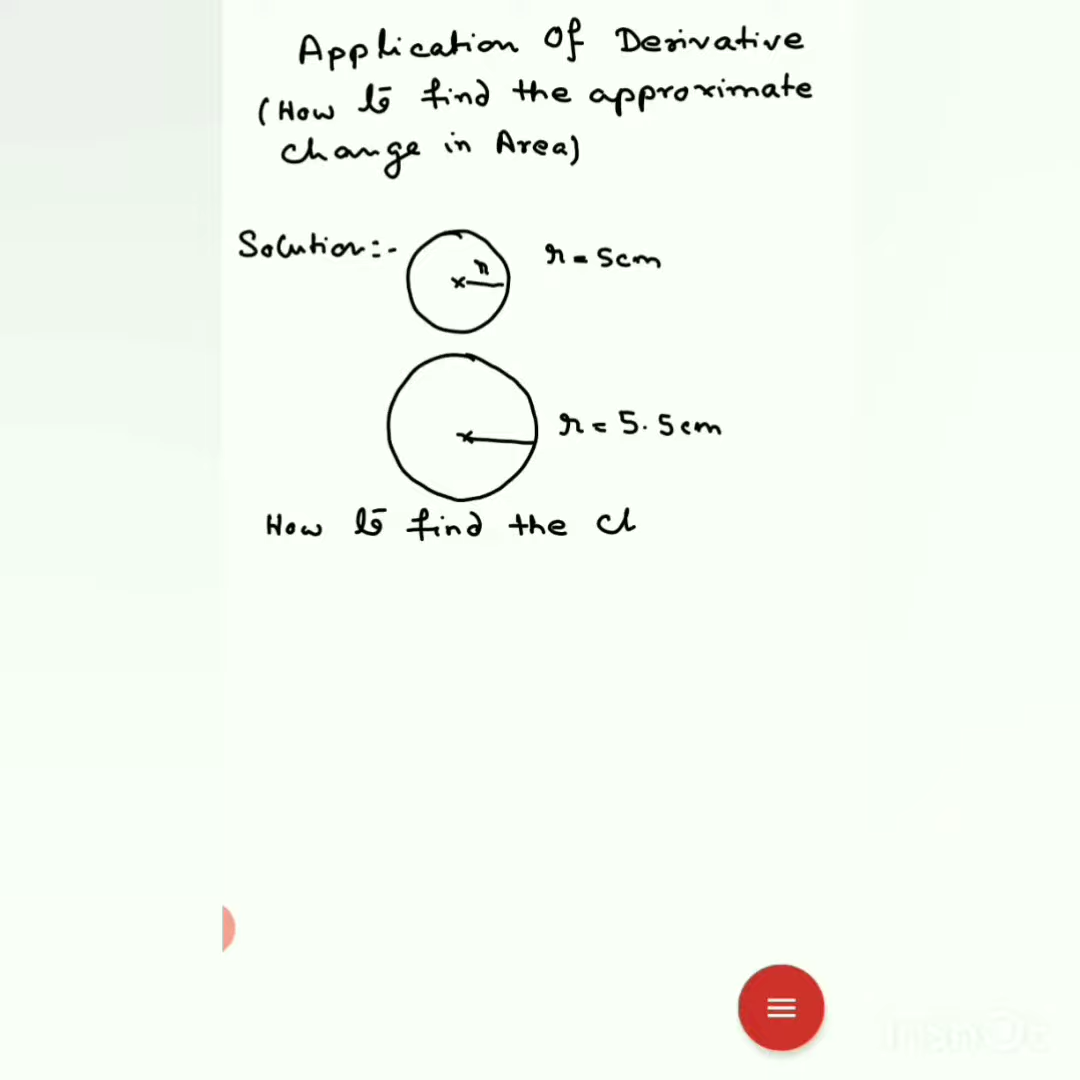 Application Of Derivative
(How to find the approximate
change in Area)
Solution:- r r = 5cm
r = 5.5cm
How to find the